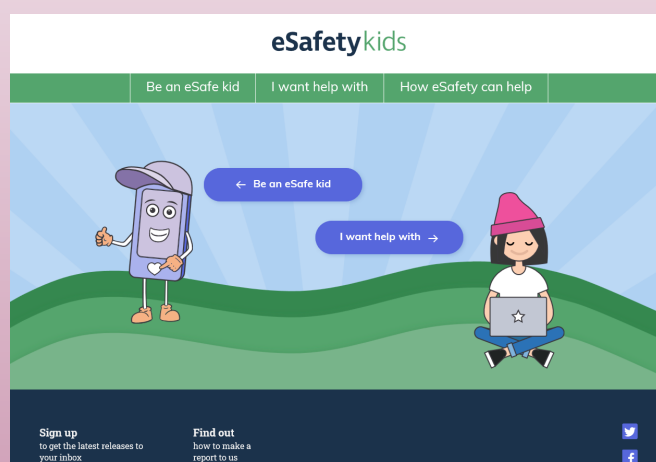 eSafetykids
Be an eSafe kid
I want help with
How eSafety can help
← Be an eSafe kid
I want help with →
Sign up
to get the latest releases to
your inbox
Find out
how to make a
report to us